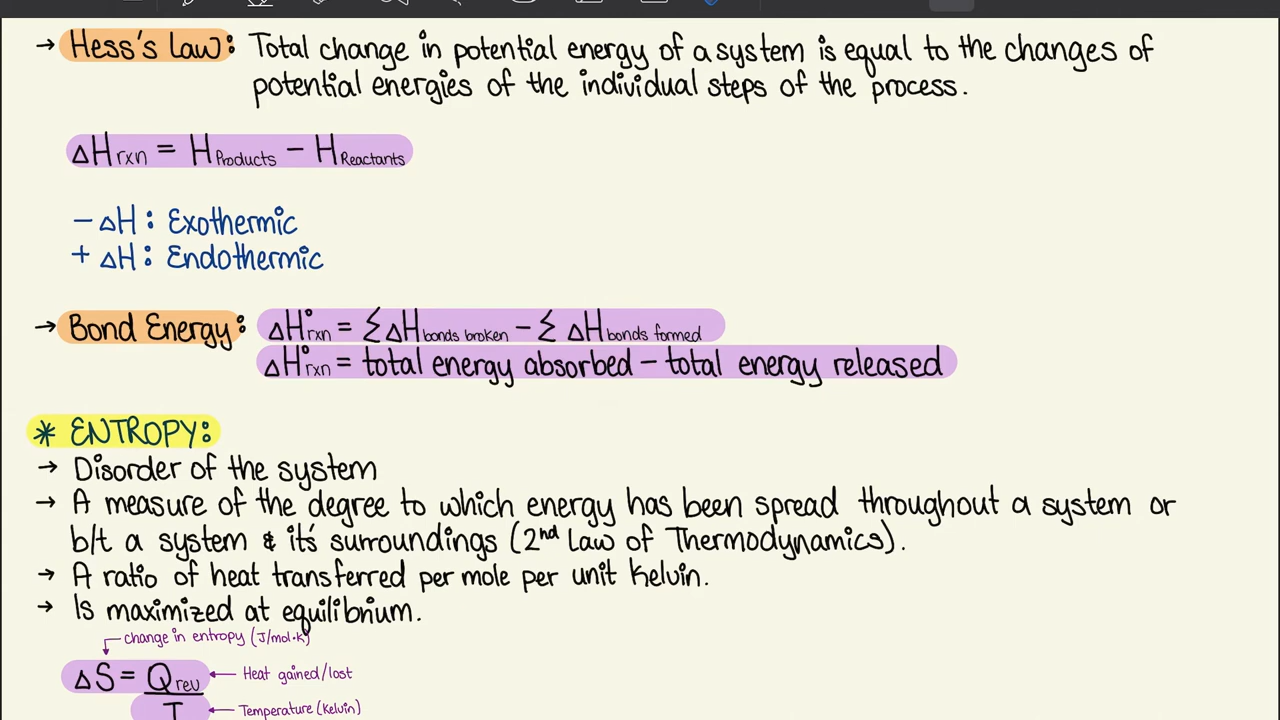 → Hess's Law: Total change in potential energy of a system is equal to the changes of
potential energies of the individual steps of the process.
ΔHrxn = HProducts − HReactants
− ΔH: Exothermic
+ ΔH: Endothermic
→ Bond Energy: ΔH°rxn = ΣΔHbonds broken − Σ ΔHbonds formed
ΔH°rxn = total energy absorbed − total energy released
* ENTROPY:
→ Disorder of the system
→ A measure of the degree to which energy has been spread throughout a system or
b/t a system & it's surroundings (2nd Law of Thermodynamics).
→ A ratio of heat transferred per mole per unit Kelvin.
→ Is maximized at equilibrium.
change in entropy (J/mol·K)
ΔS = Qrev ← Heat gained/lost
T ← Temperature (Kelvin)